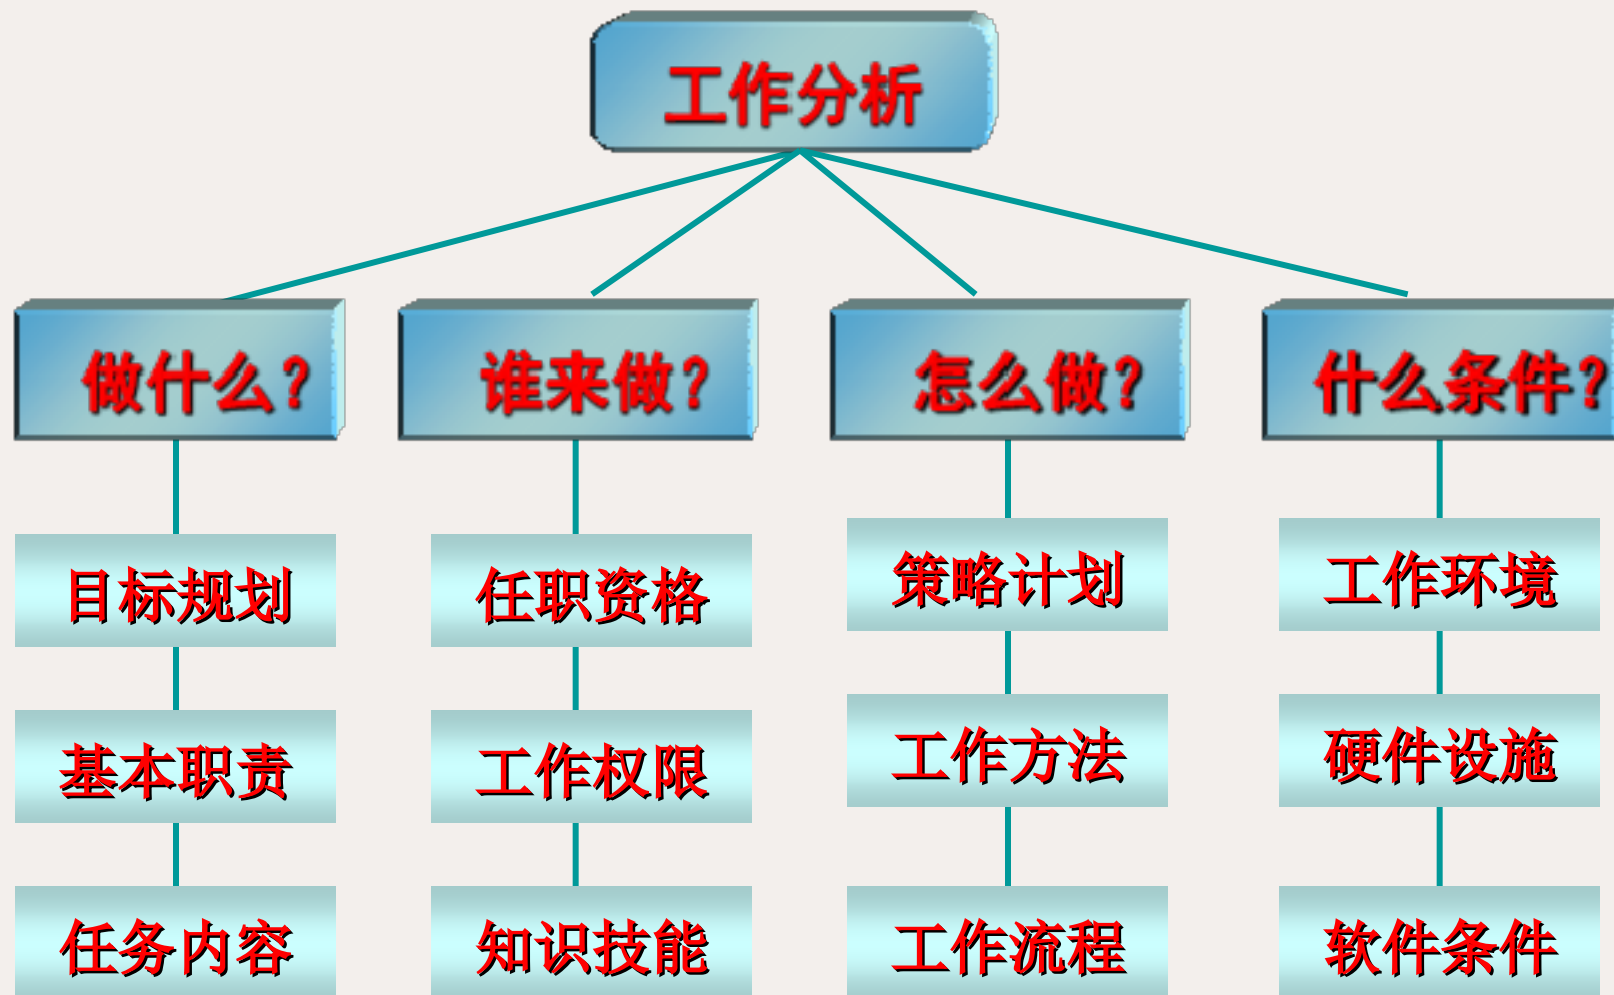 工作分析
做什么？
谁来做？
怎么做？
什么条件？
目标规划
任职资格
策略计划
工作环境
基本职责
工作权限
工作方法
硬件设施
任务内容
知识技能
工作流程
软件条件